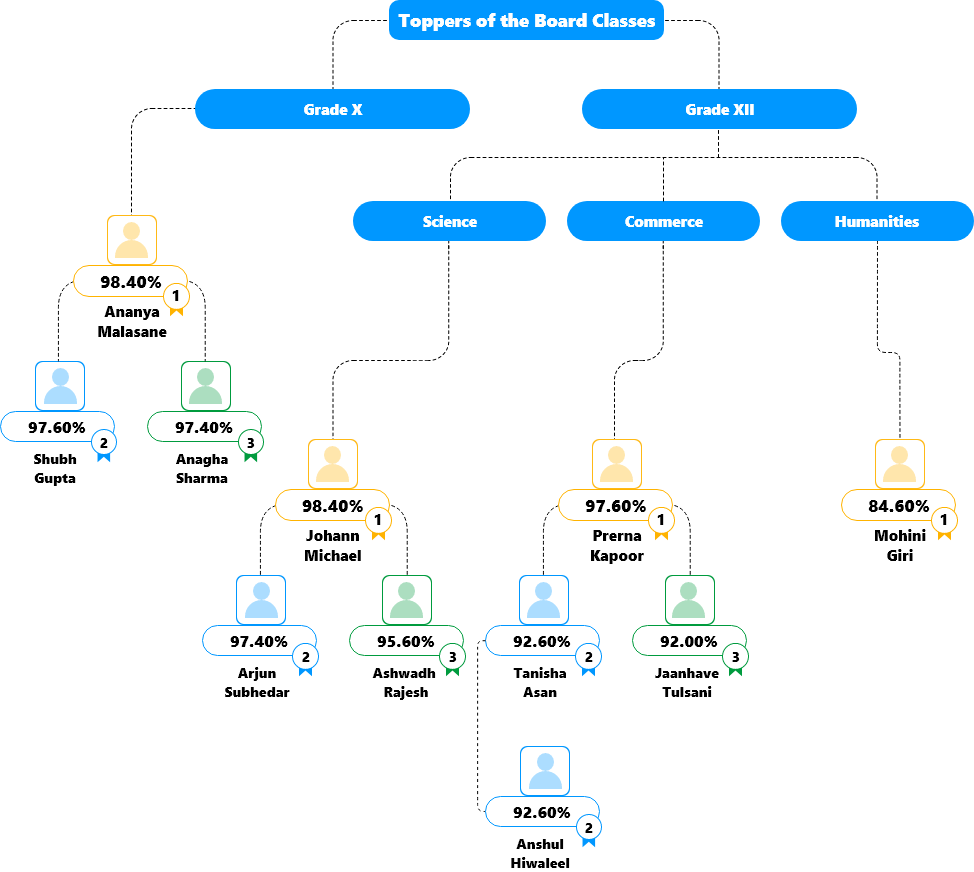 Toppers of the Board Classes
Grade X
Grade XII
Science
Commerce
Humanities
98.40%
1
Ananya
Malasane
97.60%
2
Shubh
Gupta
97.40%
3
Anagha
Sharma
98.40%
1
Johann
Michael
97.60%
1
Prerna
Kapoor
84.60%
1
Mohini
Giri
97.40%
2
Arjun
Subhedar
95.60%
3
Ashwadh
Rajesh
92.60%
2
Tanisha
Asan
92.00%
3
Jaanhave
Tulsani
92.60%
2
Anshul
Hiwaleel